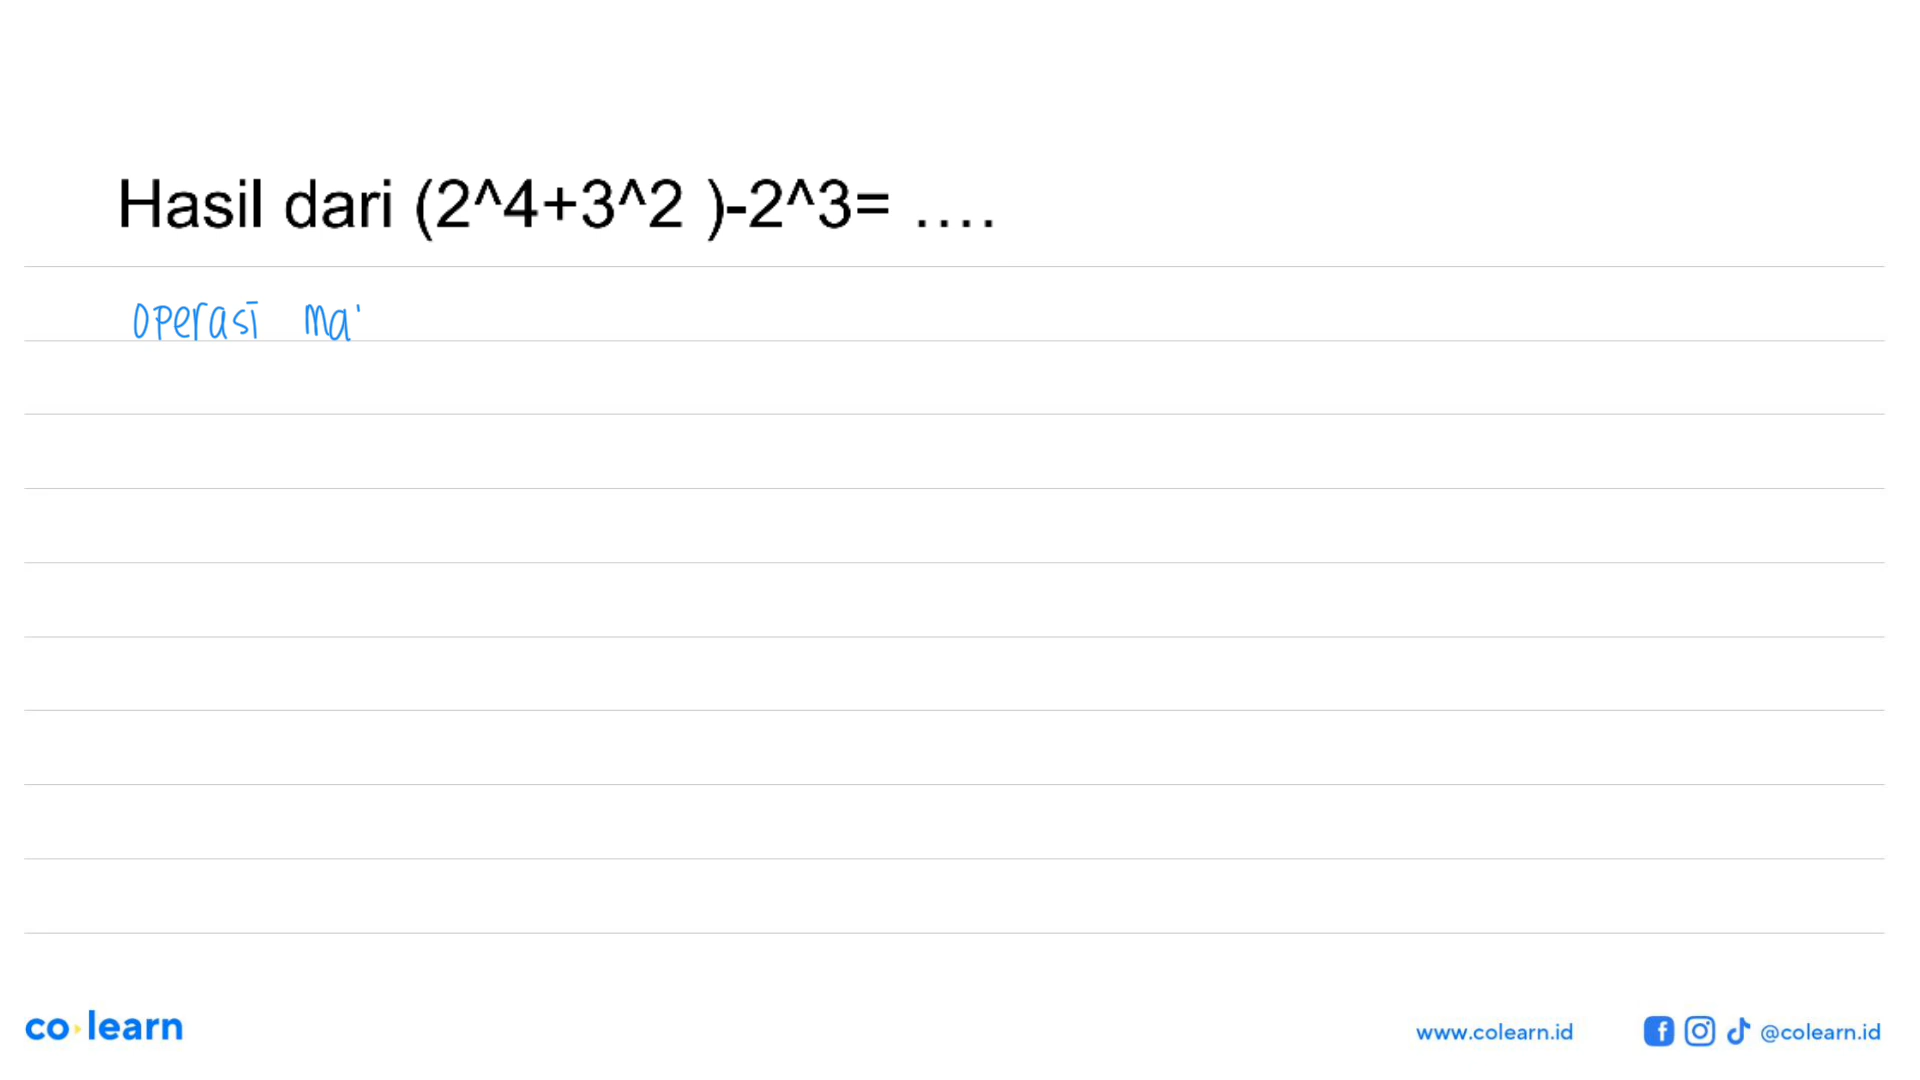 Hasil dari (2^4+3^2 )-2^3= ....
operasi
co learn
www.colearn.id
@colearn.id